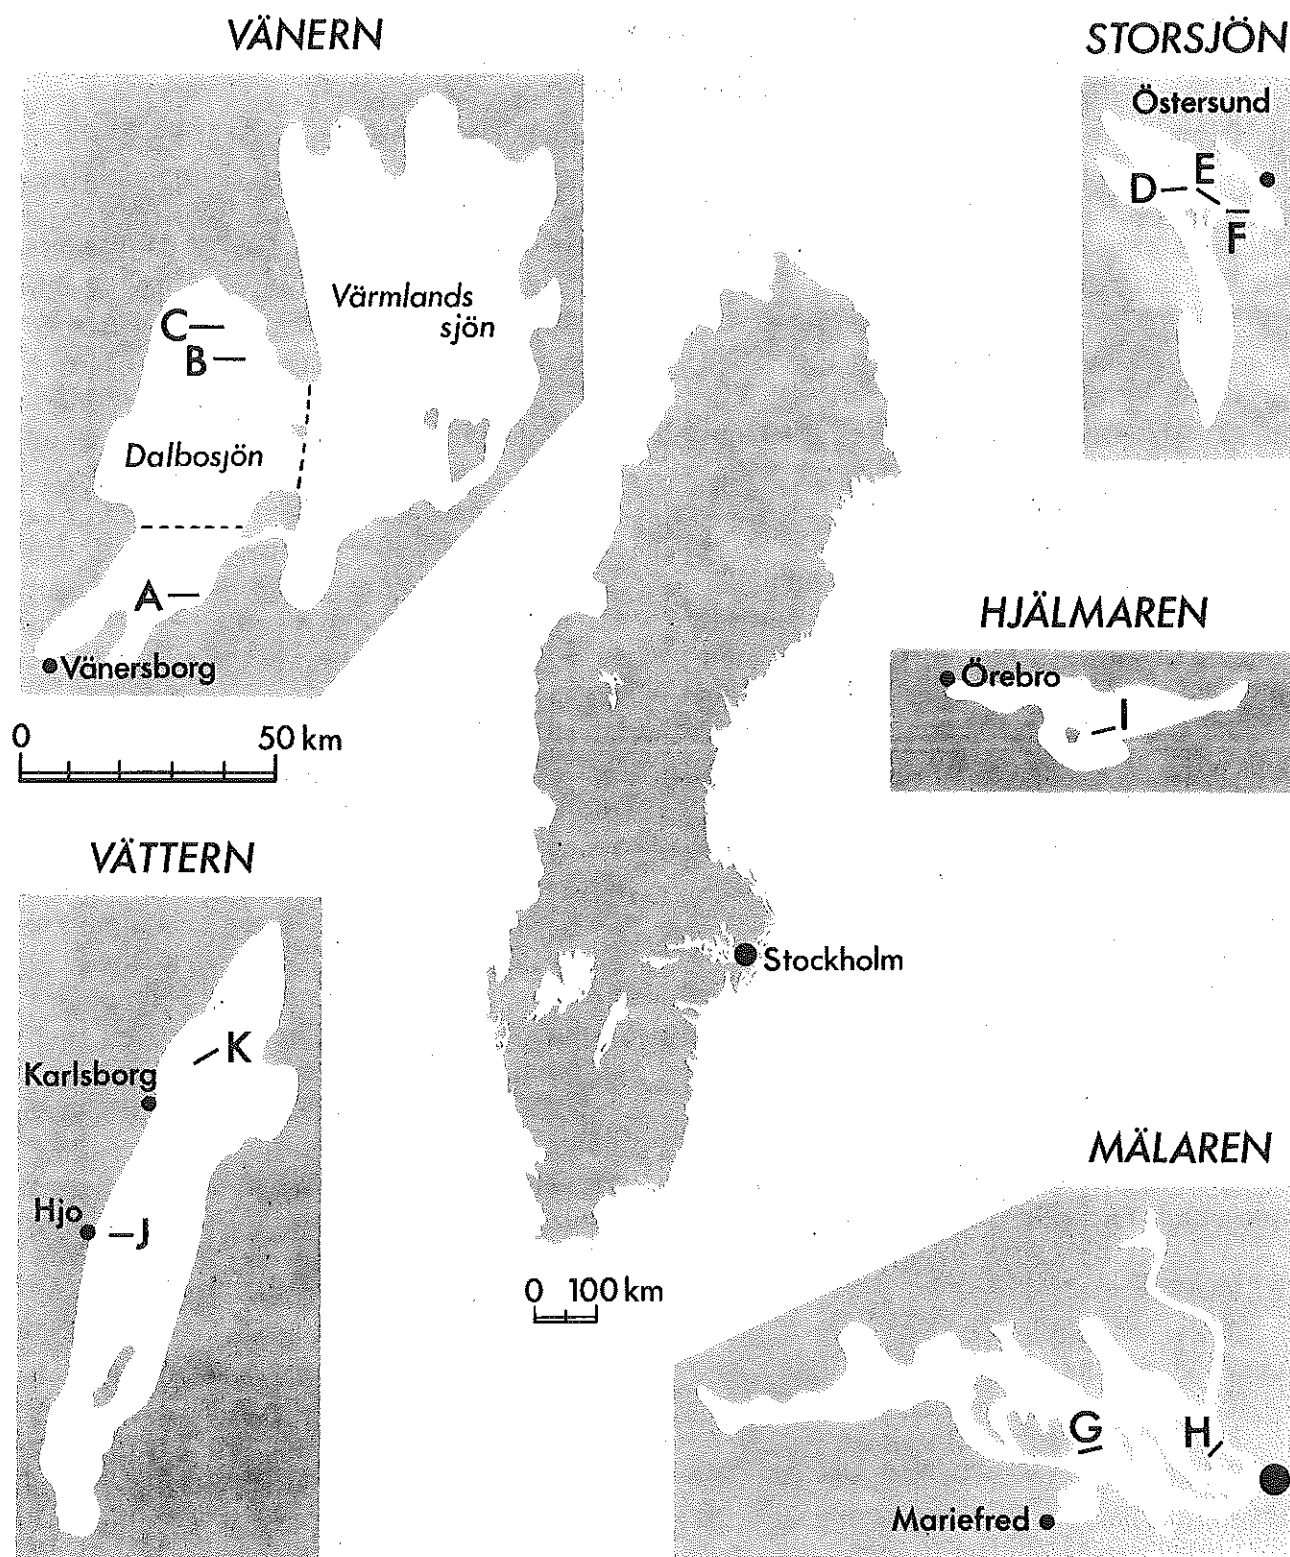 VÄNERN
Värmlands
sjön
C
B
Dalbosjön
A
Vänersborg
0 50 km
VÄTTERN
K
Karlsborg
Hjo
J
Stockholm
0 100 km
STORSJÖN
Östersund
D
E
F
HJÄLMAREN
Örebro
I
MÄLAREN
G
H
Mariefred